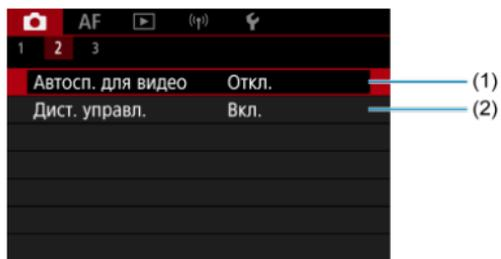 AF
1 2 3
Автосп. для видео Откл. (1)
Дист. управл. Вкл. (2)